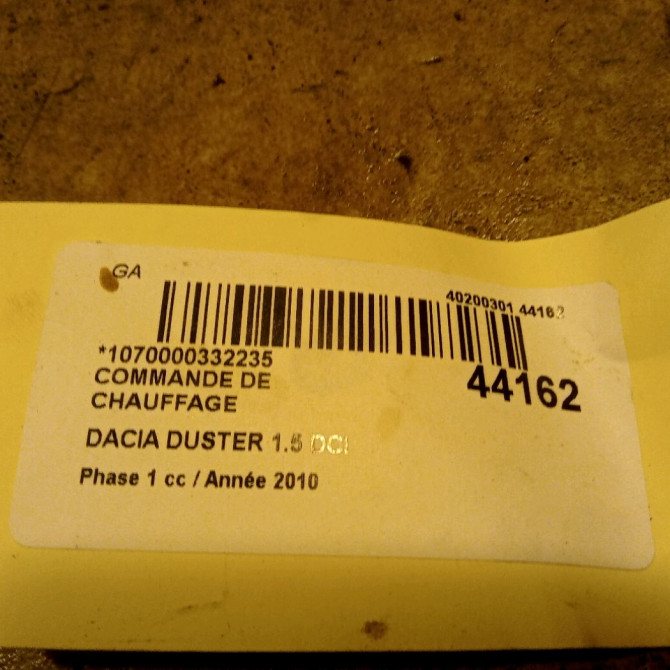 GA
40200301 44162
*1070000332235
44162
COMMANDE DE
CHAUFFAGE
DACIA DUSTER 1.5 DCI
Phase 1 cc / Année 2010